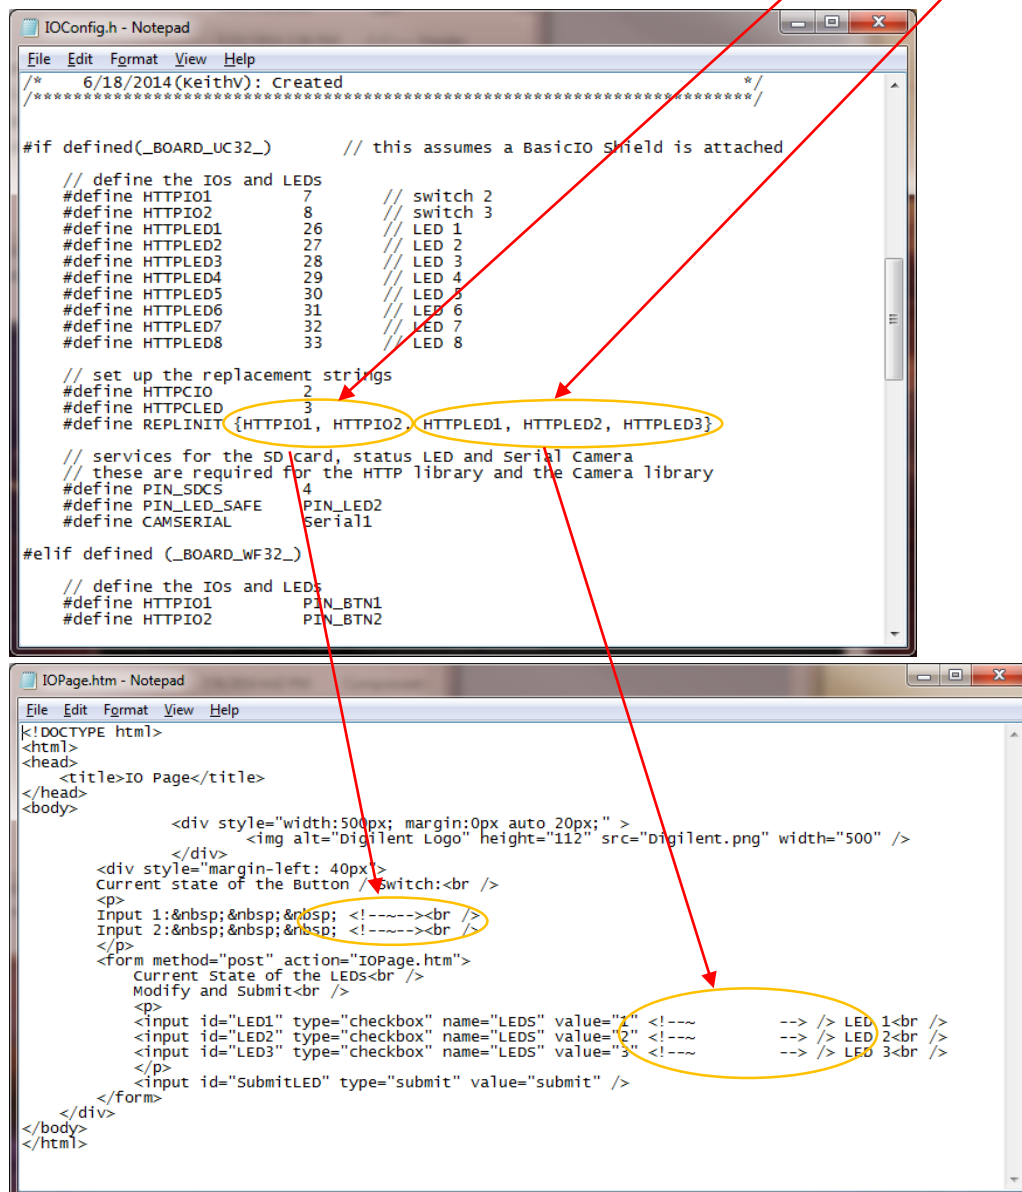 IOConfig.h - Notepad
File Edit Format View Help
/*    6/18/2014(KeithV): Created    */
/************************************************************************/
#if defined(_BOARD_UC32_)    // this assumes a BasicIO Shield is attached
// define the IOs and LEDs
#define HTTPIO1    7    // switch 2
#define HTTPIO2    8    // switch 3
#define HTTPLED1    26    // LED 1
#define HTTPLED2    27    // LED 2
#define HTTPLED3    28    // LED 3
#define HTTPLED4    29    // LED 4
#define HTTPLED5    30    // LED 5
#define HTTPLED6    31    // LED 6
#define HTTPLED7    32    // LED 7
#define HTTPLED8    33    // LED 8
// set up the replacement strings
#define HTTPCIO    2
#define HTTPCLED    3
#define REPLINIT {HTTPIO1, HTTPIO2, HTTPLED1, HTTPLED2, HTTPLED3}
// services for the SD card, status LED and Serial Camera
// these are required for the HTTP library and the Camera library
#define PIN_SDCS    4
#define PIN_LED_SAFE    PIN_LED2
#define CAMSERIAL    Serial1
#elif defined (_BOARD_WF32_)
// define the IOs and LEDs
#define HTTPIO1    PIN_BTN1
#define HTTPIO2    PIN_BTN2
IOPage.htm - Notepad
File Edit Format View Help
<!DOCTYPE html>
<html>
<head>
<title>IO Page</title>
</head>
<body>
<div style="width:500px; margin:0px auto 20px;" >
<img alt="Digilent Logo" height="112" src="Digilent.png" width="500" />
</div>
<div style="margin-left: 40px">
Current state of the Button / Switch:<br />
<p>
Input 1:&nbsp;&nbsp;&nbsp; <!--~--><br />
Input 2:&nbsp;&nbsp;&nbsp; <!--~--><br />
</p>
<form method="post" action="IOPage.htm">
Current State of the LEDs<br />
Modify and Submit<br />
<p>
<input id="LED1" type="checkbox" name="LEDS" value="1" <!--~         --> /> LED 1<br />
<input id="LED2" type="checkbox" name="LEDS" value="2" <!--~         --> /> LED 2<br />
<input id="LED3" type="checkbox" name="LEDS" value="3" <!--~         --> /> LED 3<br />
</p>
<input id="SubmitLED" type="submit" value="submit" />
</form>
</div>
</body>
</html>